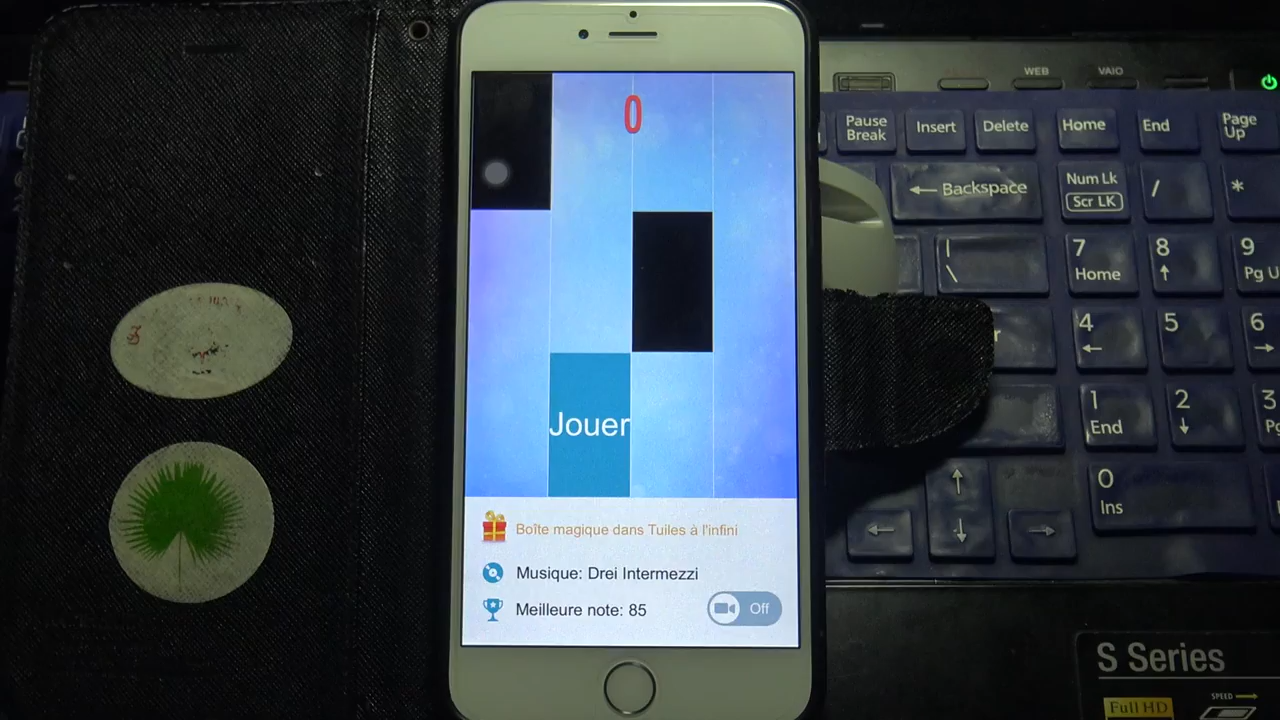 0
Jouer
Boîte magique dans Tuiles à l'infini
Musique: Drei Intermezzi
Meilleure note: 85
Off
WEB
VAIO
Pause
Break
Insert
Delete
Home
End
Page
Up
← Backspace
Num Lk
Scr LK
/
*
|
\
7
Home
8
↑
9
Pg U
4
←
5
6
→
1
End
2
↓
3
Pg
0
Ins
↑
←
↓
→
S Series
SPEED
Full HD